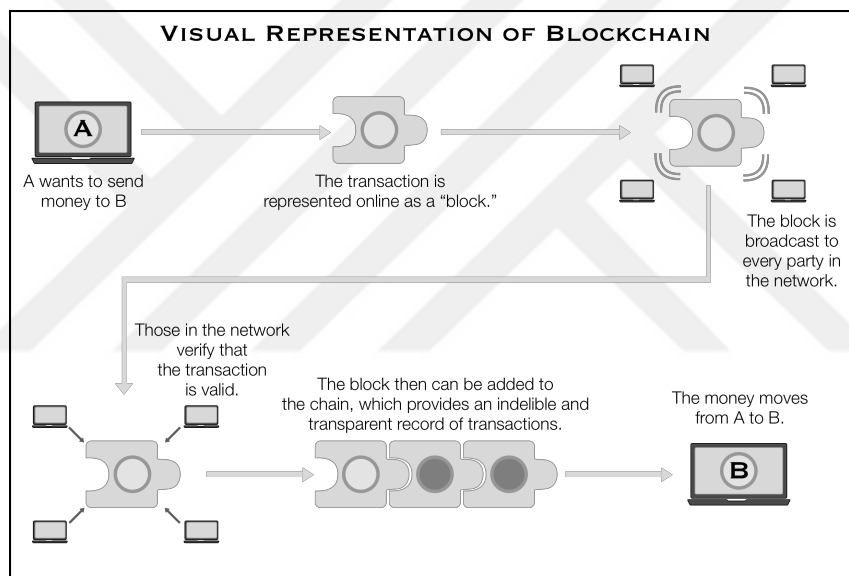 VISUAL REPRESENTATION OF BLOCKCHAIN
A
A wants to send
money to B
The transaction is
represented online as a “block.”
The block is
broadcast to
every party in
the network.
Those in the network
verify that
the transaction
is valid.
The block then can be added to
the chain, which provides an indelible and
transparent record of transactions.
The money moves
from A to B.
B